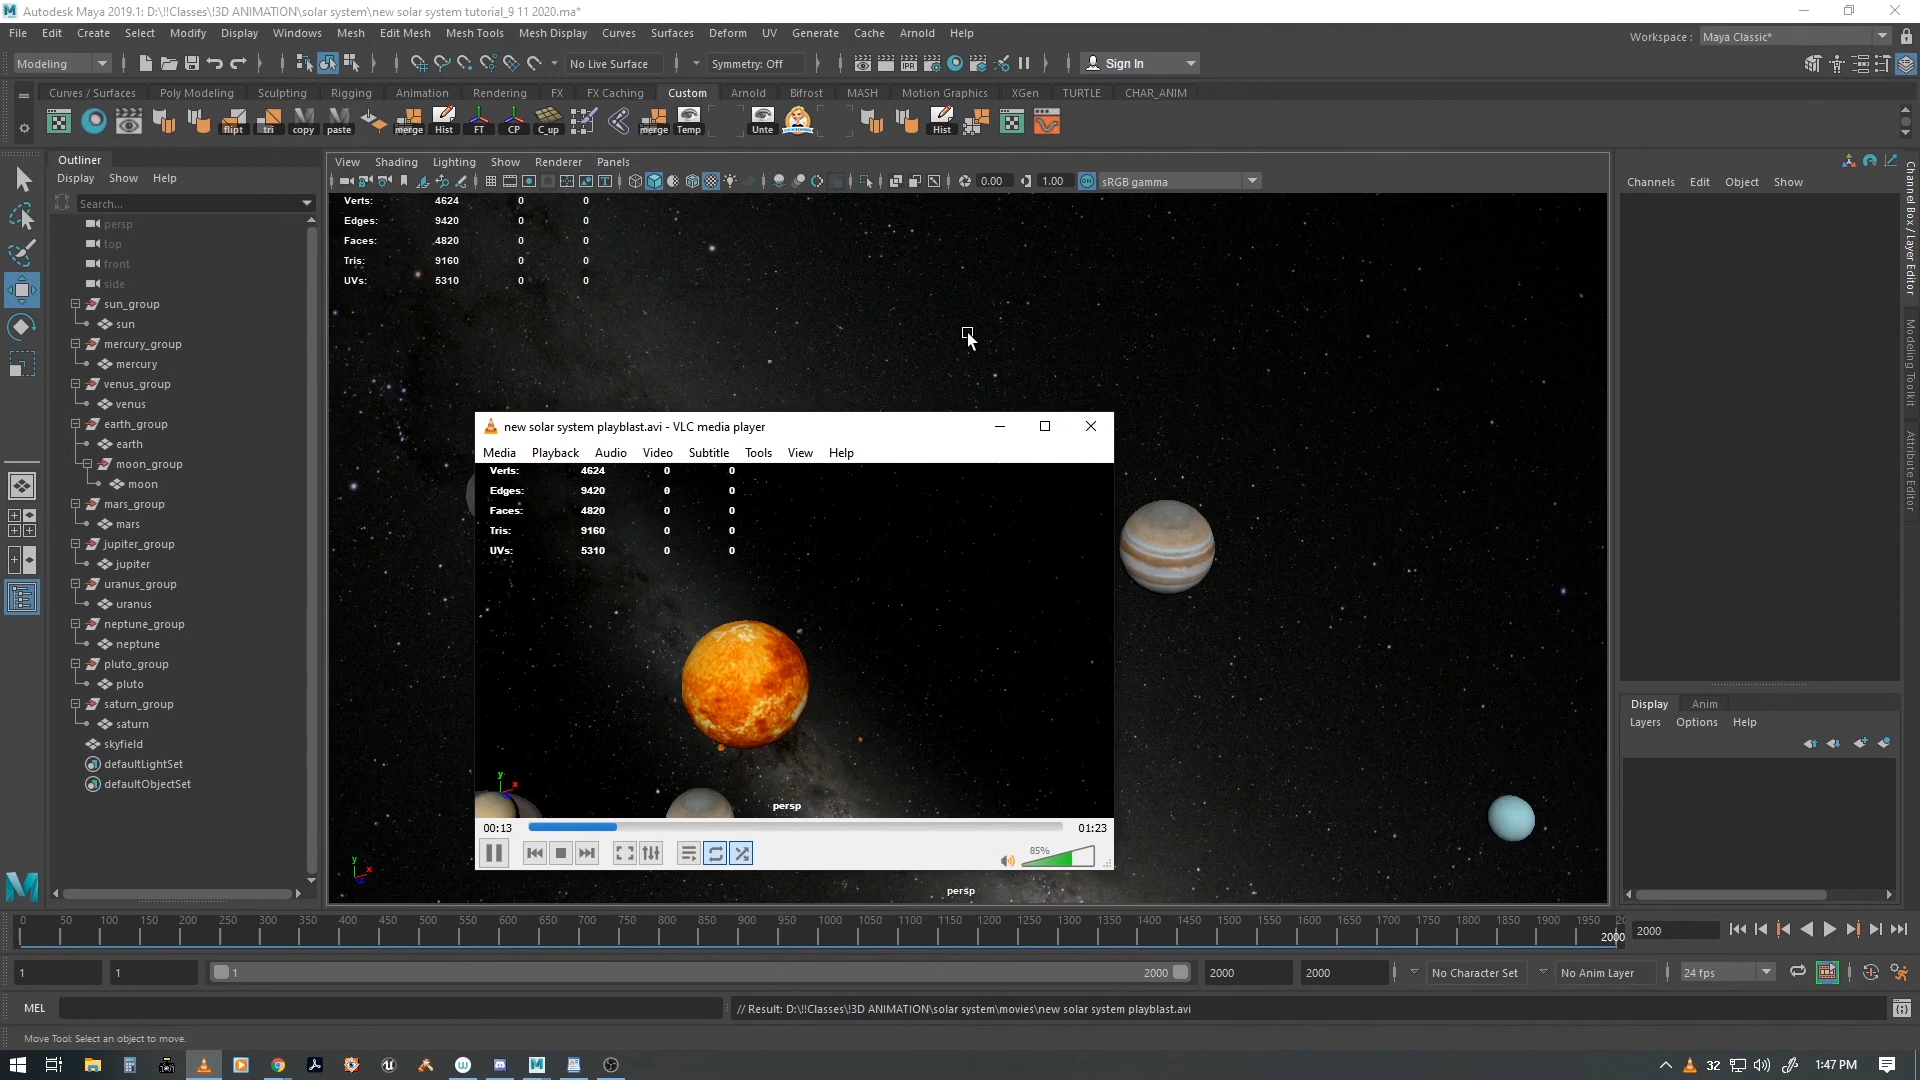 Autodesk Maya 2019.1: D:\!!Classes\!3D ANIMATION\solar system\new solar system tutorial_9 11 2020.ma*
File Edit Create Select Modify Display Windows Mesh Edit Mesh Mesh Tools Mesh Display Curves Surfaces Deform UV Generate Cache Arnold Help Workspace : Maya Classic*
Modeling No Live Surface Symmetry: Off IPR Sign In
Curves / Surfaces Poly Modeling Sculpting Rigging Animation Rendering FX FX Caching Custom Arnold Bifrost MASH Motion Graphics XGen TURTLE CHAR_ANIM
flipt tri copy paste merge Hist FT CP C_up merge Temp Unte Hist
Outliner
Display Show Help
Search...
persp
top
front
side
sun_group
sun
mercury_group
mercury
venus_group
venus
earth_group
earth
moon_group
moon
mars_group
mars
jupiter_group
jupiter
uranus_group
uranus
neptune_group
neptune
pluto_group
pluto
saturn_group
saturn
skyfield
defaultLightSet
defaultObjectSet
View Shading Lighting Show Renderer Panels
0.00 1.00 ON sRGB gamma
Verts: 4624 0 0
Edges: 9420 0 0
Faces: 4820 0 0
Tris: 9160 0 0
UVs: 5310 0 0
new solar system playblast.avi - VLC media player
Media Playback Audio Video Subtitle Tools View Help
Verts: 4624 0 0
Edges: 9420 0 0
Faces: 4820 0 0
Tris: 9160 0 0
UVs: 5310 0 0
y
x
persp
00:13 01:23
85%
y
x
persp
Channels Edit Object Show
Channel Box / Layer Editor
Modeling Toolkit
Attribute Editor
Display Anim
Layers Options Help
0 50 100 150 200 250 300 350 400 450 500 550 600 650 700 750 800 850 900 950 1000 1050 1100 1150 1200 1250 1300 1350 1400 1450 1500 1550 1600 1650 1700 1750 1800 1850 1900 1950
2000 2000
1 1 1 2000 2000 2000 No Character Set No Anim Layer 24 fps
MEL // Result: D:\!!Classes\!3D ANIMATION\solar system\movies\new solar system playblast.avi
Move Tool: Select an object to move.
32 1:47 PM